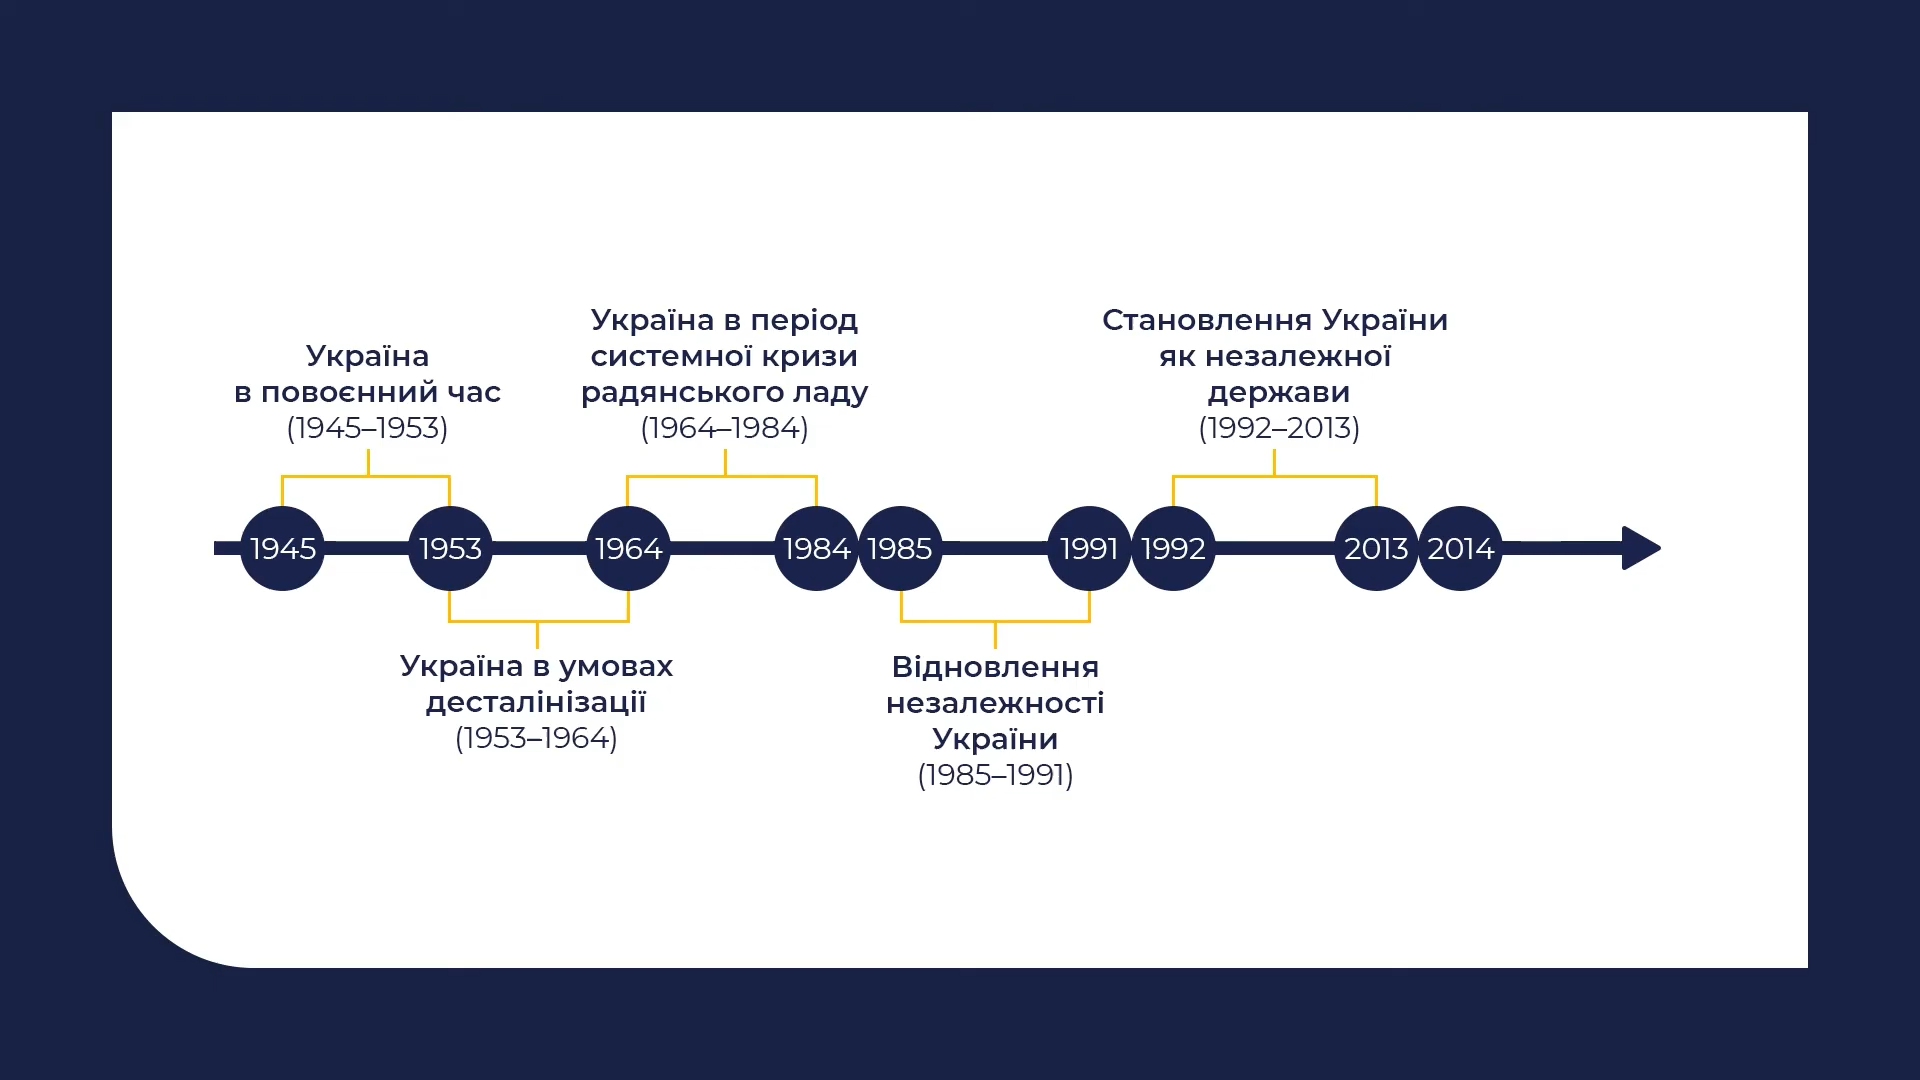 Україна
в повоєнний час
(1945–1953)
Україна в період
системної кризи
радянського ладу
(1964–1984)
Становлення України
як незалежної
держави
(1992–2013)
1945
1953
1964
1984
1985
1991
1992
2013
2014
Україна в умовах
десталінізації
(1953–1964)
Відновлення
незалежності
України
(1985–1991)